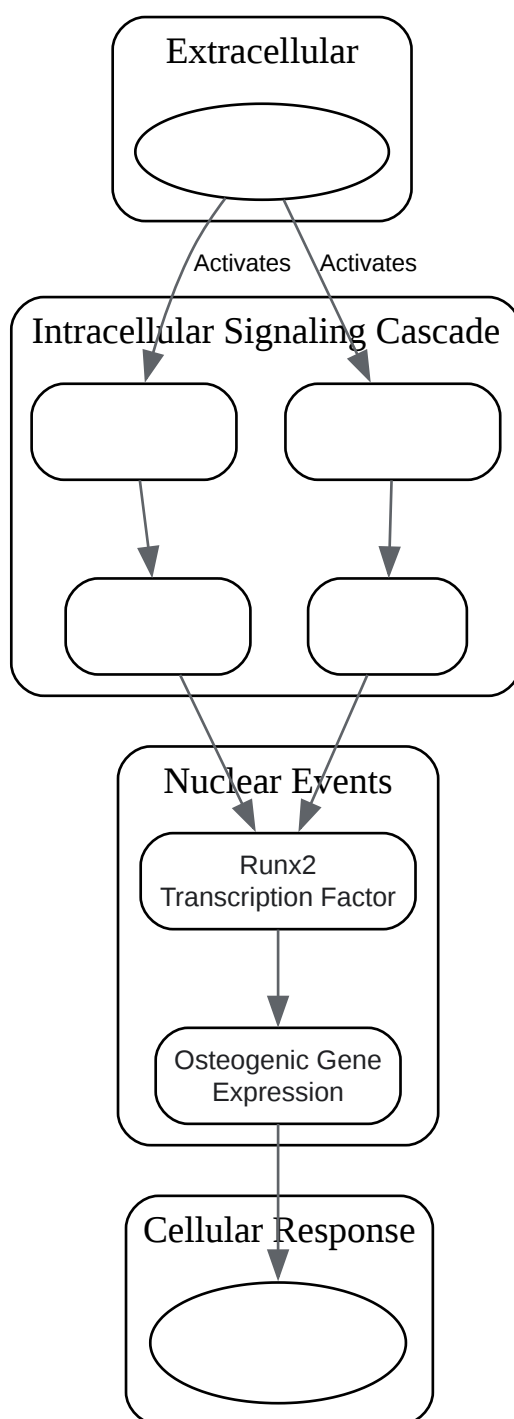 Extracellular
Activates
Activates
Intracellular Signaling Cascade
Nuclear Events
Runx2
Transcription Factor
Osteogenic Gene
Expression
Cellular Response